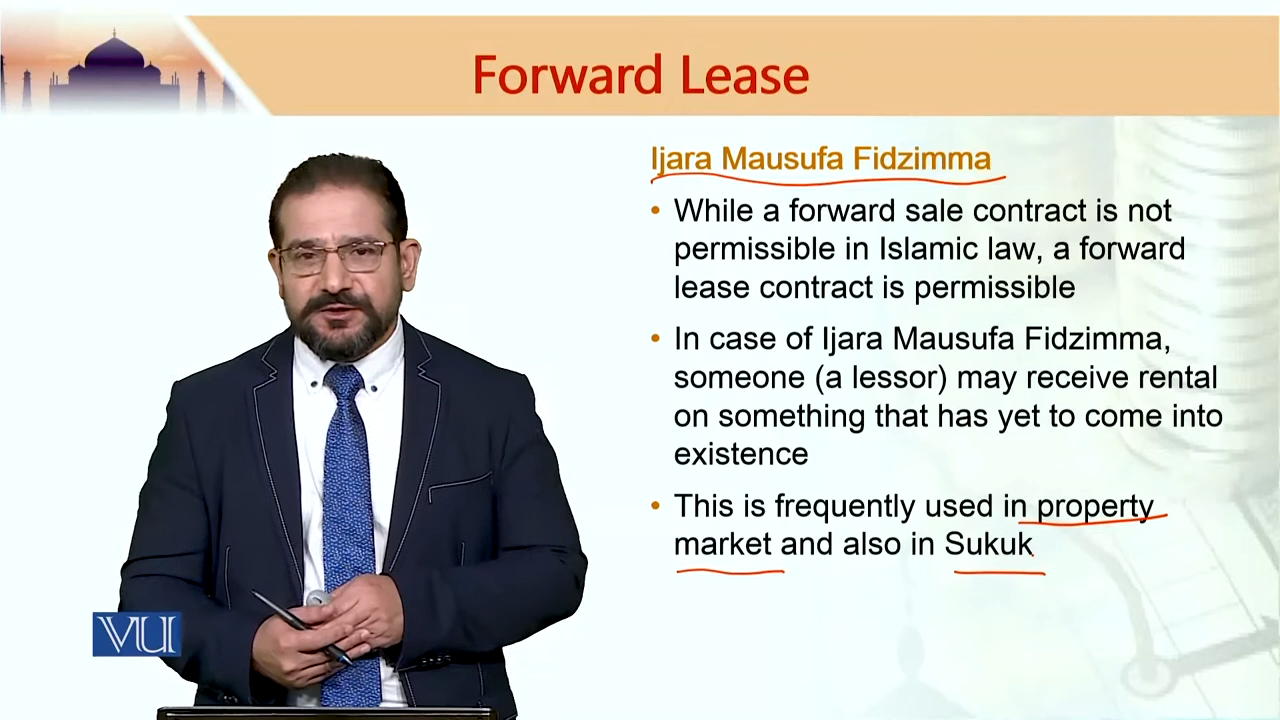 Forward Lease
Ijara Mausufa Fidzimma
• While a forward sale contract is not
permissible in Islamic law, a forward
lease contract is permissible
• In case of Ijara Mausufa Fidzimma,
someone (a lessor) may receive rental
on something that has yet to come into
existence
• This is frequently used in property
market and also in Sukuk
VU